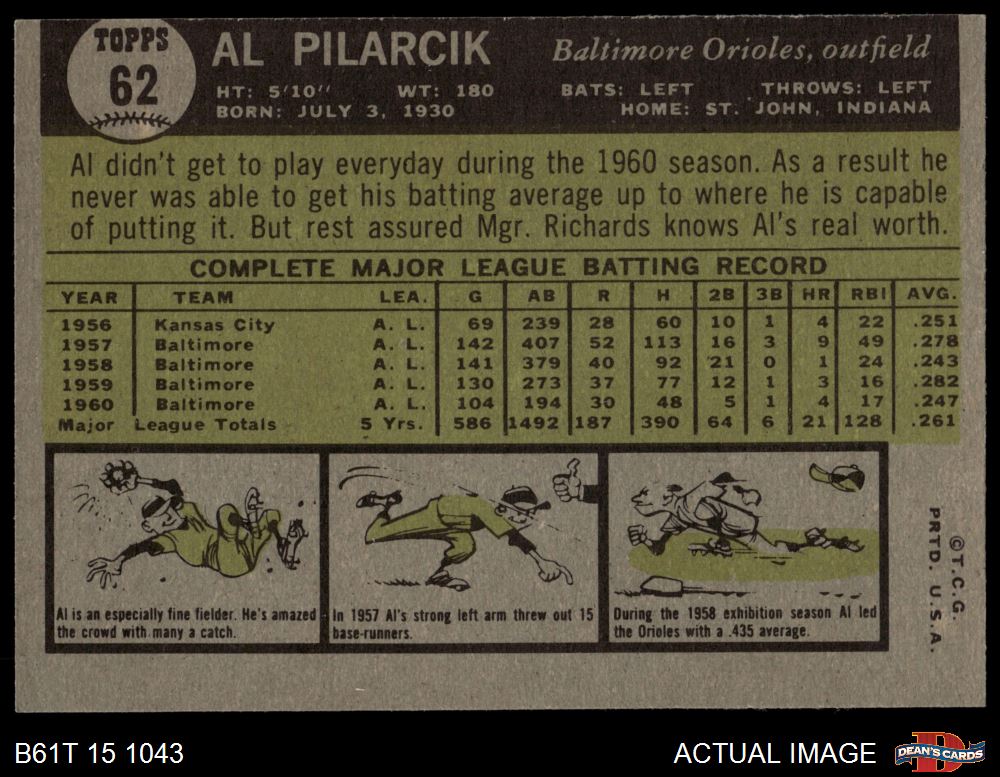 TOPPS
62
AL PILARCIK
Baltimore Orioles, outfield
HT: 5'10" WT: 180 BATS: LEFT THROWS: LEFT
BORN: JULY 3, 1930 HOME: ST. JOHN, INDIANA
Al didn't get to play everyday during the 1960 season. As a result he
never was able to get his batting average up to where he is capable
of putting it. But rest assured Mgr. Richards knows Al's real worth.
COMPLETE MAJOR LEAGUE BATTING RECORD
YEAR TEAM LEA. G AB R H 2B 3B HR RBI AVG.
1956 Kansas City A. L. 69 239 28 60 10 1 4 22 .251
1957 Baltimore A. L. 142 407 52 113 16 3 9 49 .278
1958 Baltimore A. L. 141 379 40 92 21 0 1 24 .243
1959 Baltimore A. L. 130 273 37 77 12 1 3 16 .282
1960 Baltimore A. L. 104 194 30 48 5 1 4 17 .247
Major League Totals 5 Yrs. 586 1492 187 390 64 6 21 128 .261
Al is an especially fine fielder. He's amazed
the crowd with many a catch.
In 1957 Al's strong left arm threw out 15
base-runners.
During the 1958 exhibition season Al led
the Orioles with a .435 average.
©T.C.G.
PRTD. U.S.A.
B61T 15 1043
ACTUAL IMAGE
DEAN'S CARDS